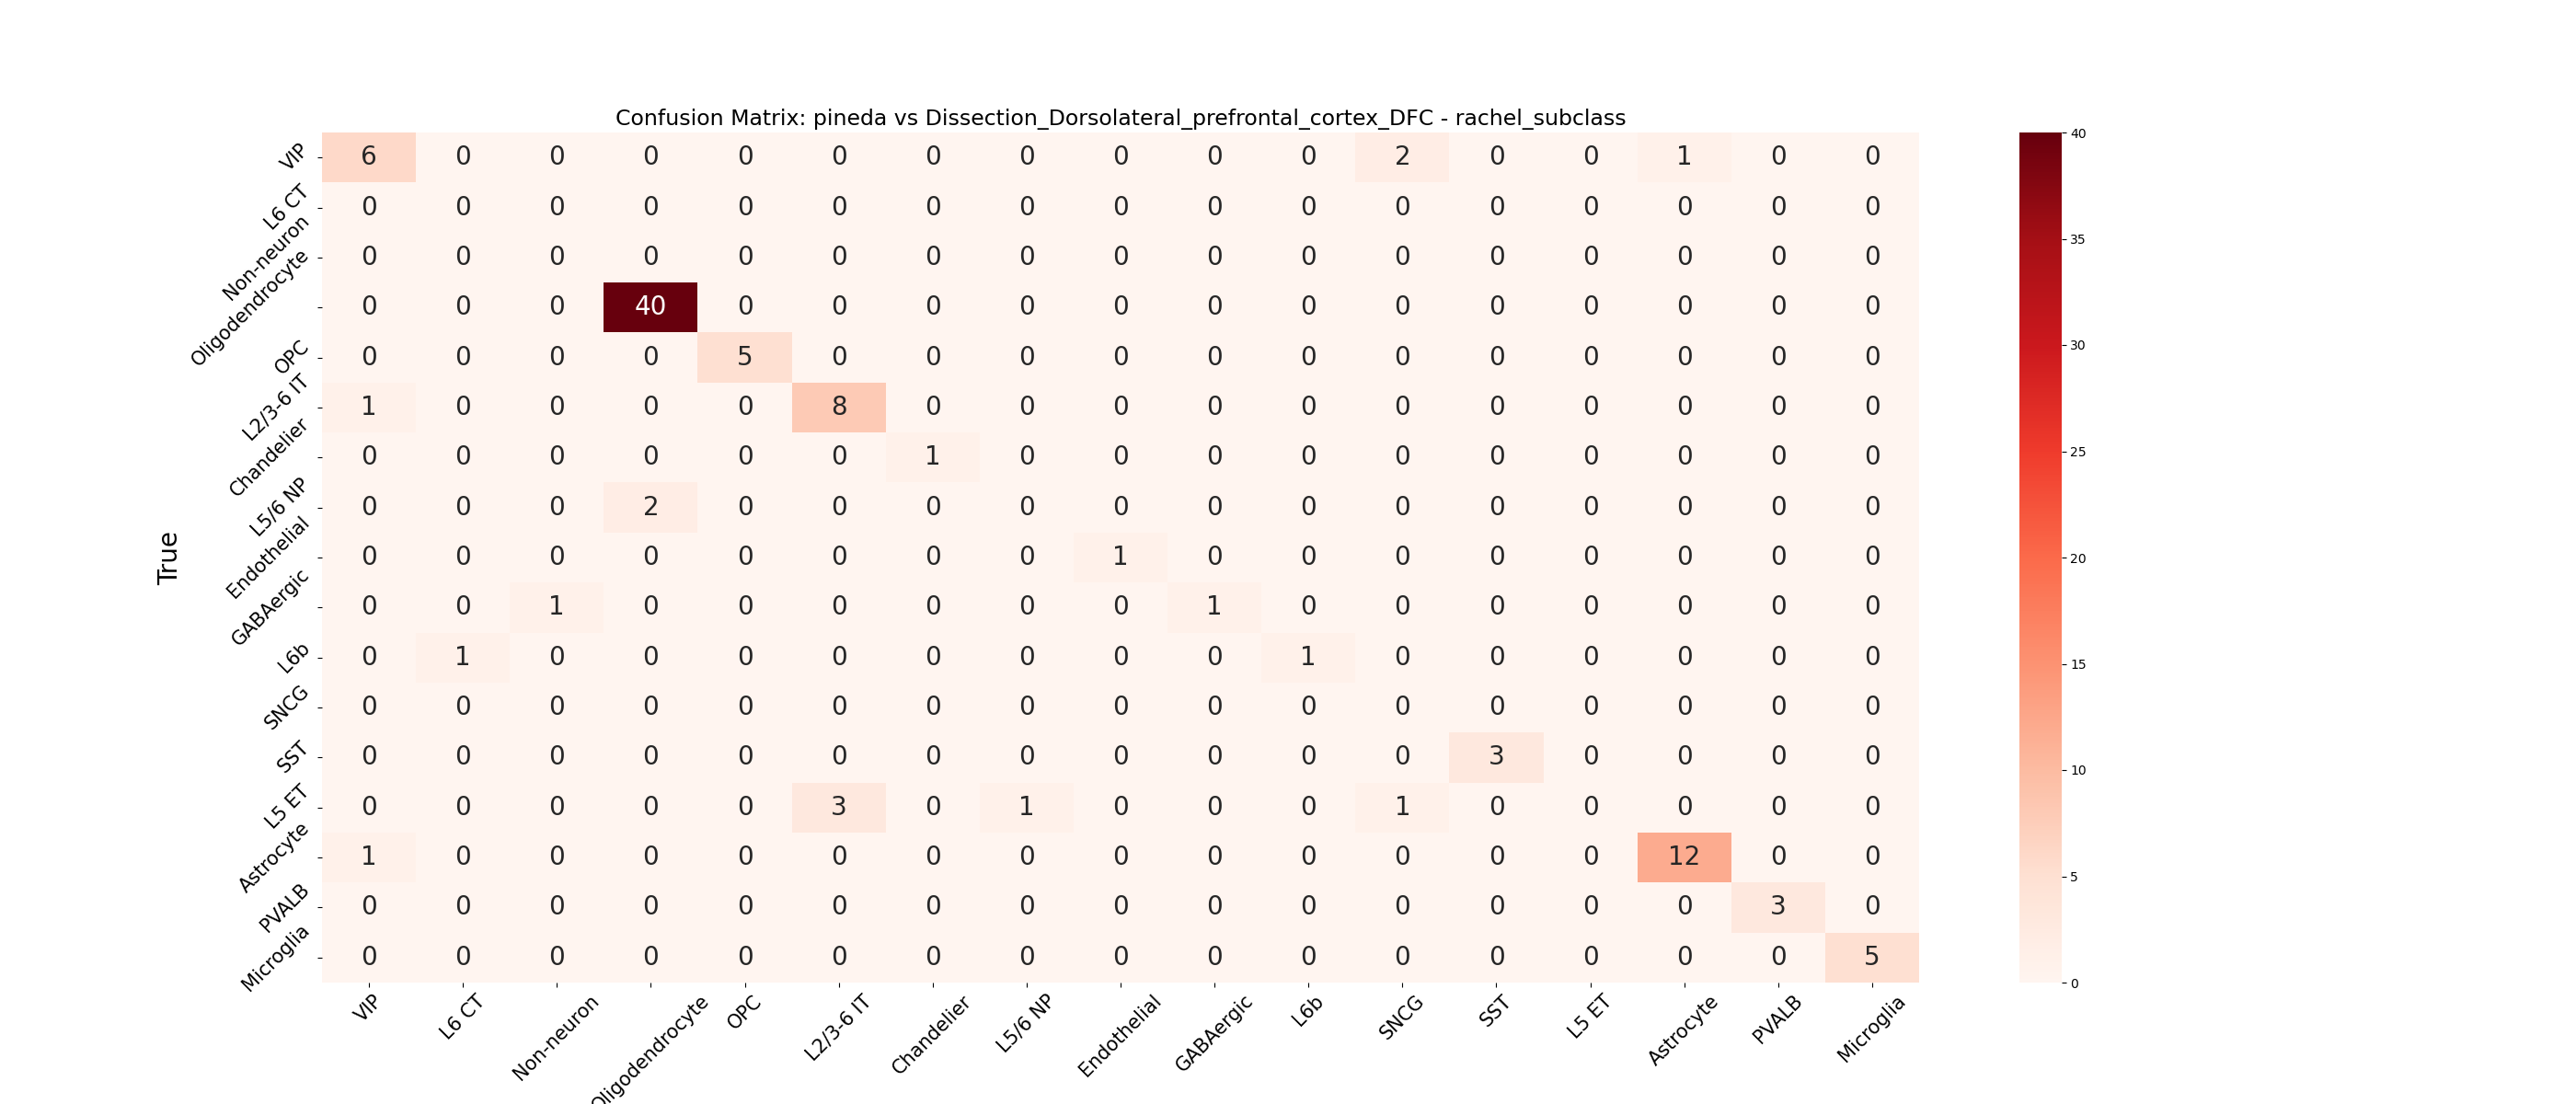 Confusion Matrix: pineda vs Dissection_Dorsolateral_prefrontal_cortex_DFC - rachel_subclass
True
VIP 6 0 0 0 0 0 0 0 0 0 0 2 0 0 1 0 0
L6 CT 0 0 0 0 0 0 0 0 0 0 0 0 0 0 0 0 0
Non-neuron 0 0 0 0 0 0 0 0 0 0 0 0 0 0 0 0 0
Oligodendrocyte 0 0 0 40 0 0 0 0 0 0 0 0 0 0 0 0 0
OPC 0 0 0 0 5 0 0 0 0 0 0 0 0 0 0 0 0
L2/3-6 IT 1 0 0 0 0 8 0 0 0 0 0 0 0 0 0 0 0
Chandelier 0 0 0 0 0 0 1 0 0 0 0 0 0 0 0 0 0
L5/6 NP 0 0 0 2 0 0 0 0 0 0 0 0 0 0 0 0 0
Endothelial 0 0 0 0 0 0 0 0 1 0 0 0 0 0 0 0 0
GABAergic 0 0 1 0 0 0 0 0 0 1 0 0 0 0 0 0 0
L6b 0 1 0 0 0 0 0 0 0 0 1 0 0 0 0 0 0
SNCG 0 0 0 0 0 0 0 0 0 0 0 0 0 0 0 0 0
SST 0 0 0 0 0 0 0 0 0 0 0 0 3 0 0 0 0
L5 ET 0 0 0 0 0 3 0 1 0 0 0 1 0 0 0 0 0
Astrocyte 1 0 0 0 0 0 0 0 0 0 0 0 0 0 12 0 0
PVALB 0 0 0 0 0 0 0 0 0 0 0 0 0 0 0 3 0
Microglia 0 0 0 0 0 0 0 0 0 0 0 0 0 0 0 0 5
VIP L6 CT Non-neuron Oligodendrocyte OPC L2/3-6 IT Chandelier L5/6 NP Endothelial GABAergic L6b SNCG SST L5 ET Astrocyte PVALB Microglia
40
35
30
25
20
15
10
5
0